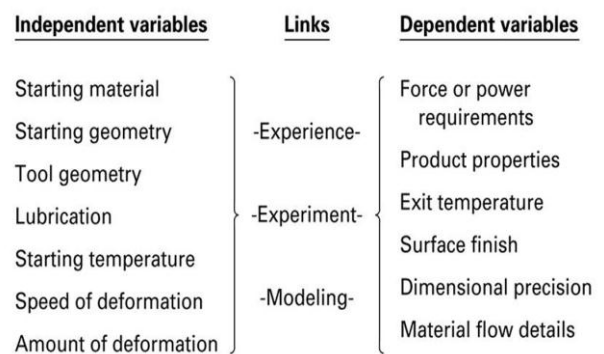 Independent variables
Starting material
Starting geometry
Tool geometry
Lubrication
Starting temperature
Speed of deformation
Amount of deformation
Links
-Experience-
-Experiment-
-Modeling-
Dependent variables
Force or power
requirements
Product properties
Exit temperature
Surface finish
Dimensional precision
Material flow details